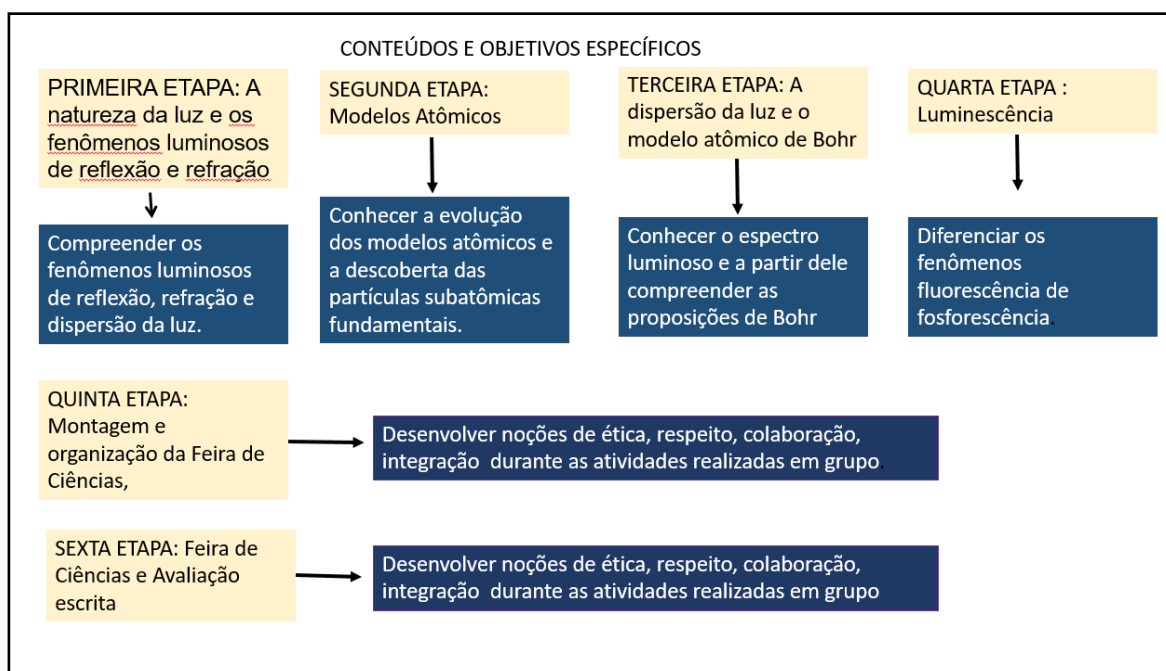 CONTEÚDOS E OBJETIVOS ESPECÍFICOS
PRIMEIRA ETAPA: A
natureza da luz e os
fenômenos luminosos
de reflexão e refração
SEGUNDA ETAPA:
Modelos Atômicos
TERCEIRA ETAPA: A
dispersão da luz e o
modelo atômico de Bohr
QUARTA ETAPA :
Luminescência
Compreender os
fenômenos luminosos
de reflexão, refração e
dispersão da luz.
Conhecer a evolução
dos modelos atômicos e
a descoberta das
partículas subatômicas
fundamentais.
Conhecer o espectro
luminoso e a partir dele
compreender as
proposições de Bohr
Diferenciar os
fenômenos
fluorescência de
fosforescência.
QUINTA ETAPA:
Montagem e
organização da Feira de
Ciências,
Desenvolver noções de ética, respeito, colaboração,
integração  durante as atividades realizadas em grupo.
SEXTA ETAPA: Feira de
Ciências e Avaliação
escrita
Desenvolver noções de ética, respeito, colaboração,
integração  durante as atividades realizadas em grupo